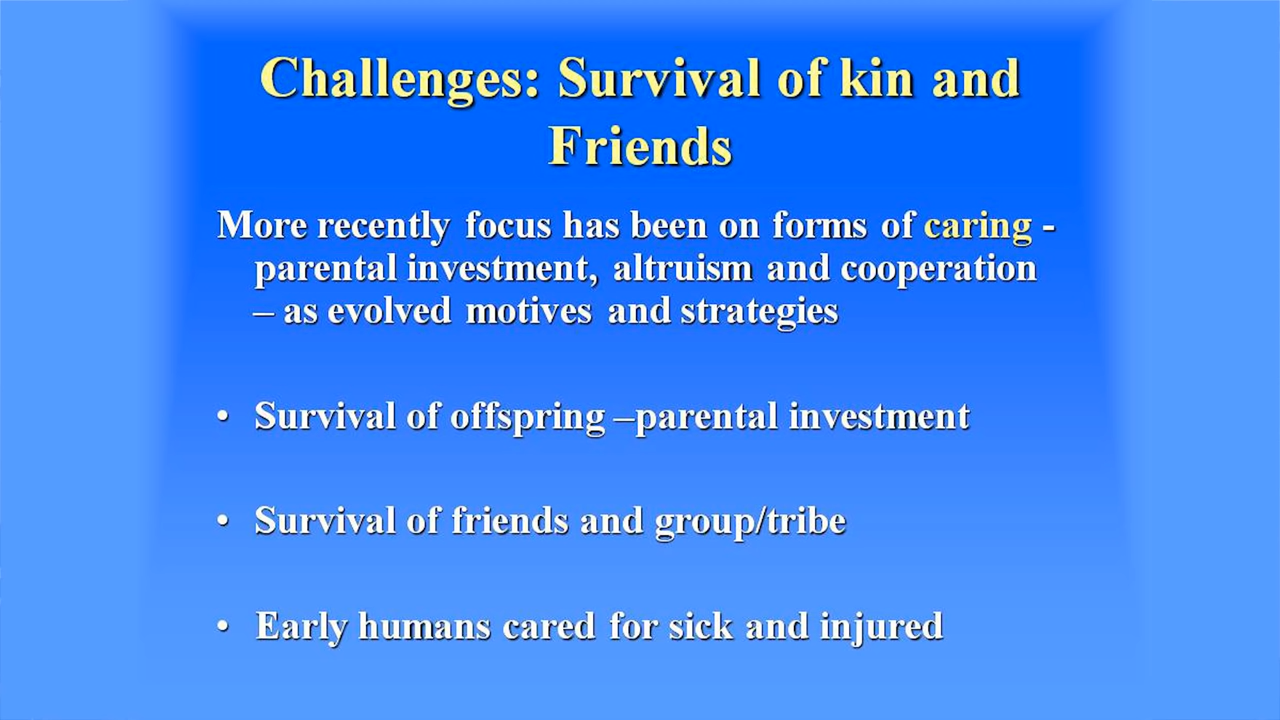 Challenges: Survival of kin and
Friends
More recently focus has been on forms of caring -
parental investment, altruism and cooperation
– as evolved motives and strategies
• Survival of offspring –parental investment
• Survival of friends and group/tribe
• Early humans cared for sick and injured